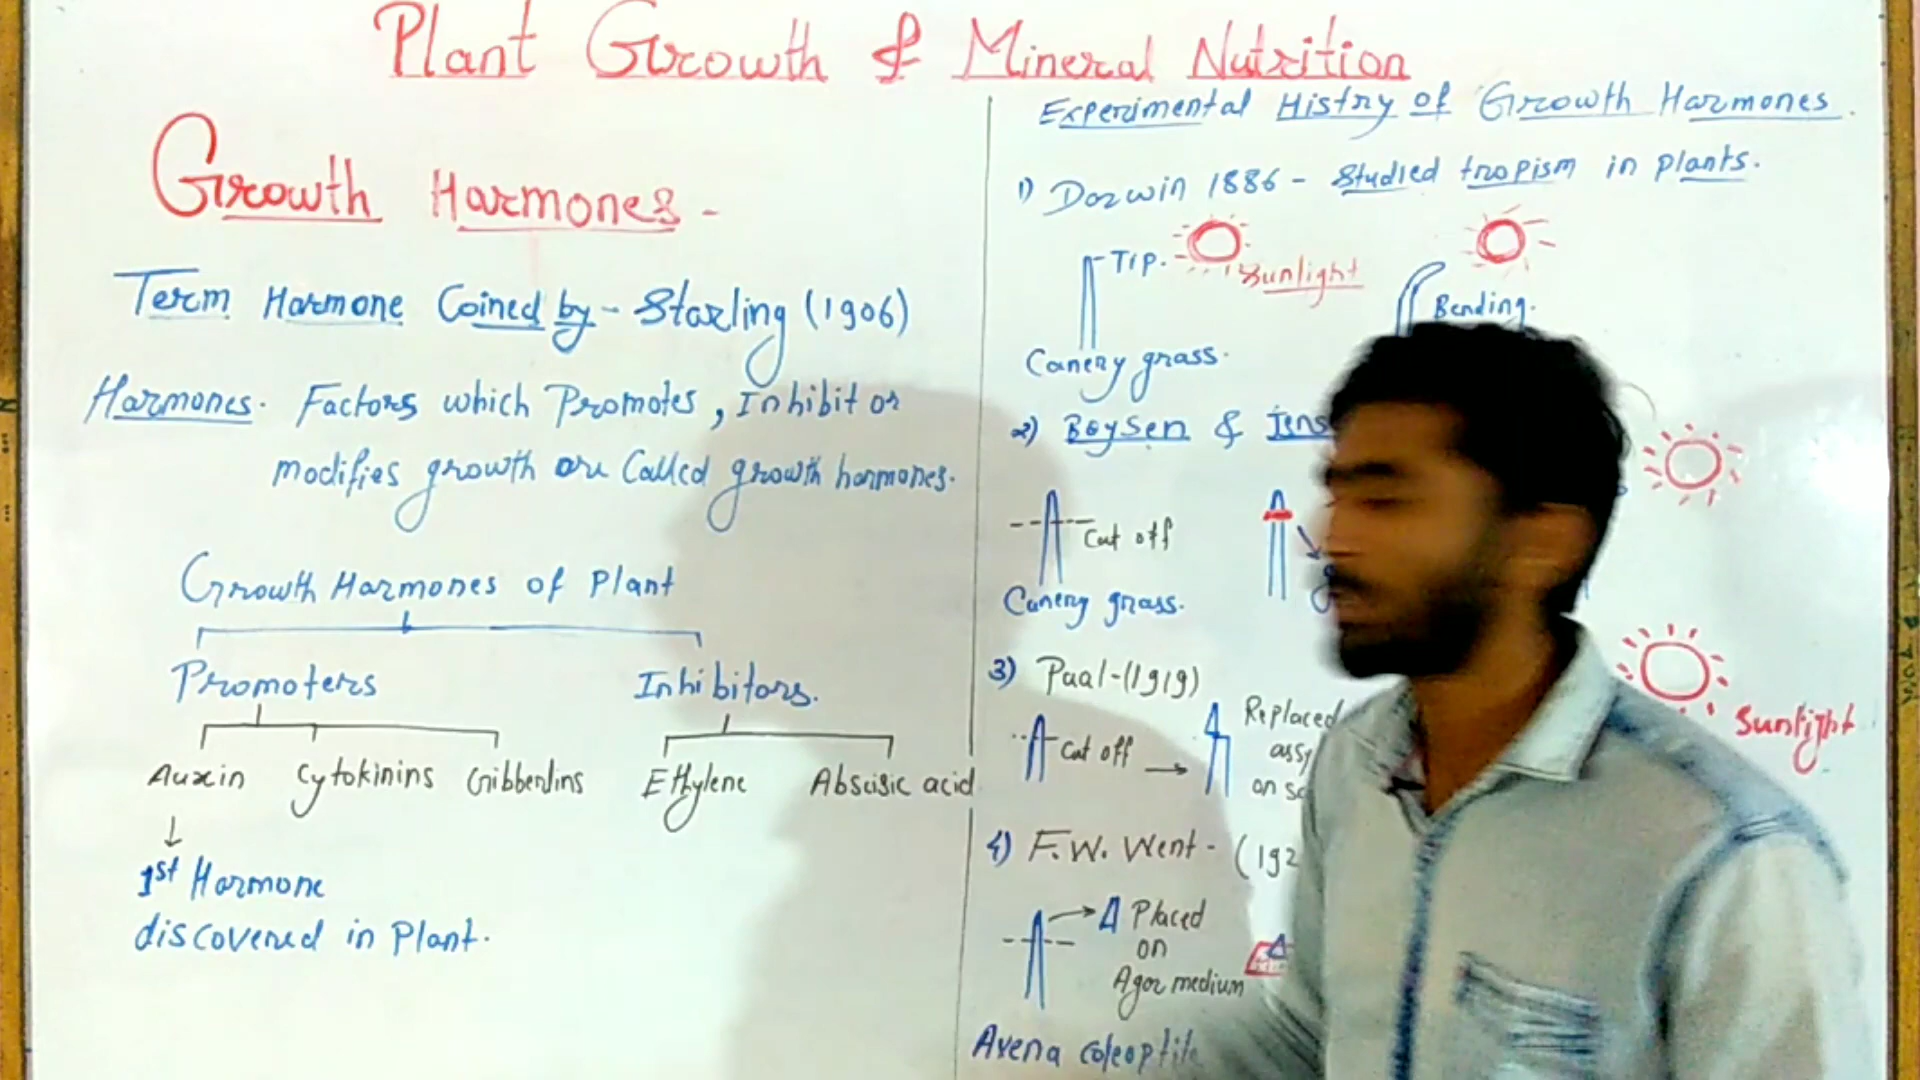 Plant Growth & Mineral Nutrition
Growth Harmones -
Term Harmone Coined by - Starling (1906)
Harmones. Factors which Promotes, Inhibit or
modifies growth are Called growth harmones.
Growth Harmones of Plant
Promoters Inhibitors.
Auxin Cytokinins Gibberlins Ethylene Abscisic acid
1st Harmone
discovered in Plant.
Experimental Histry of Growth Harmones.
1) Darwin 1886 - Studied tropism in plants.
Tip. Sunlight
Bending.
Canery grass.
2) Boysen & Jens
Cut off
Canery grass.
3) Paal - (1919)
Replaced
Cut off
Sunlight
4) F.W. Went - (192
Placed
on
Agar medium
Avena coleoptile